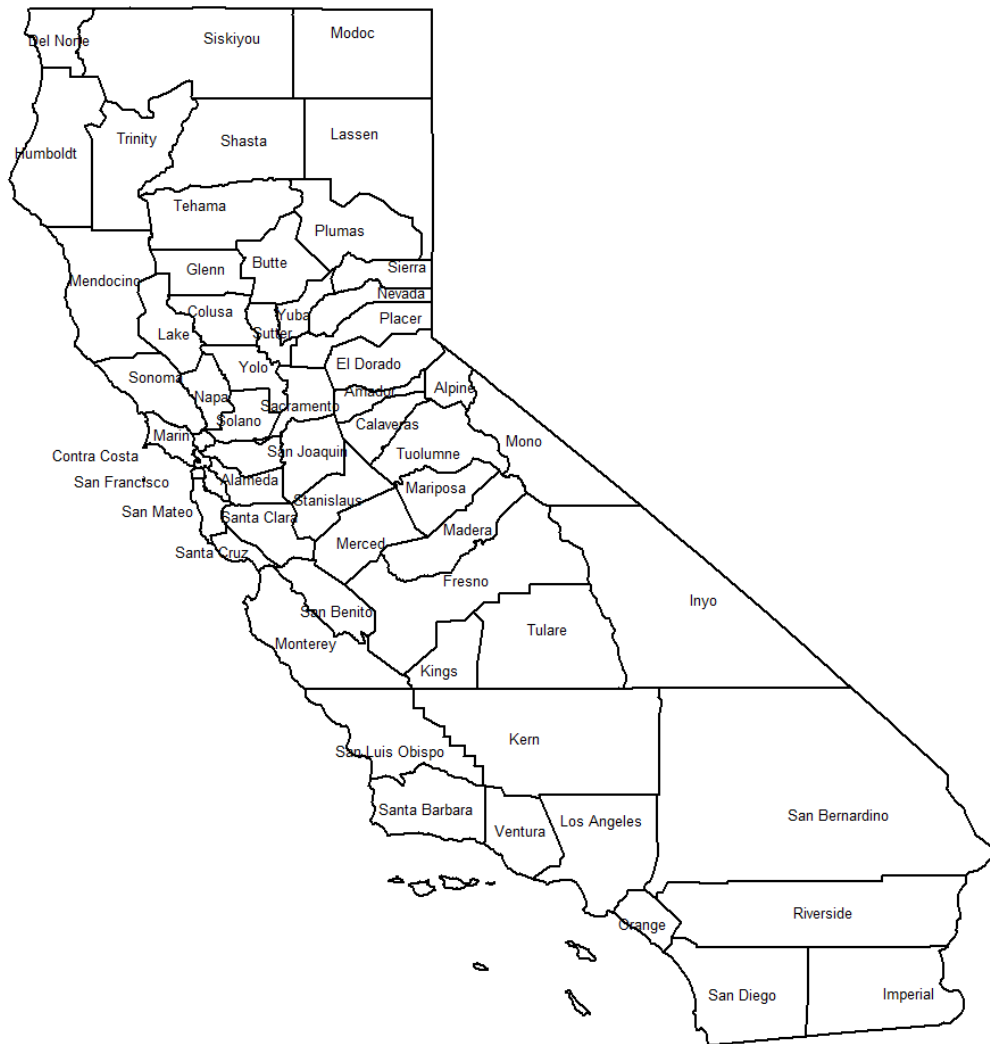 Modoc
Siskiyou
Del Norte
Lassen
Trinity
Shasta
Humboldt
Tehama
Plumas
Butte
Sierra
Glenn
Mendocino
Nevada
Colusa
Yuba
Placer
Sutter
Lake
El Dorado
Yolo
Sonoma
Alpine
Amador
Napa
Sacramento
Solano
Calaveras
Marin
Mono
San Joaquin
Contra Costa
Tuolumne
Alameda
San Francisco
Mariposa
Stanislaus
San Mateo
Santa Clara
Madera
Merced
Santa Cruz
Fresno
Inyo
San Benito
Tulare
Monterey
Kings
Kern
San Luis Obispo
Santa Barbara
San Bernardino
Los Angeles
Ventura
Riverside
Orange
San Diego
Imperial